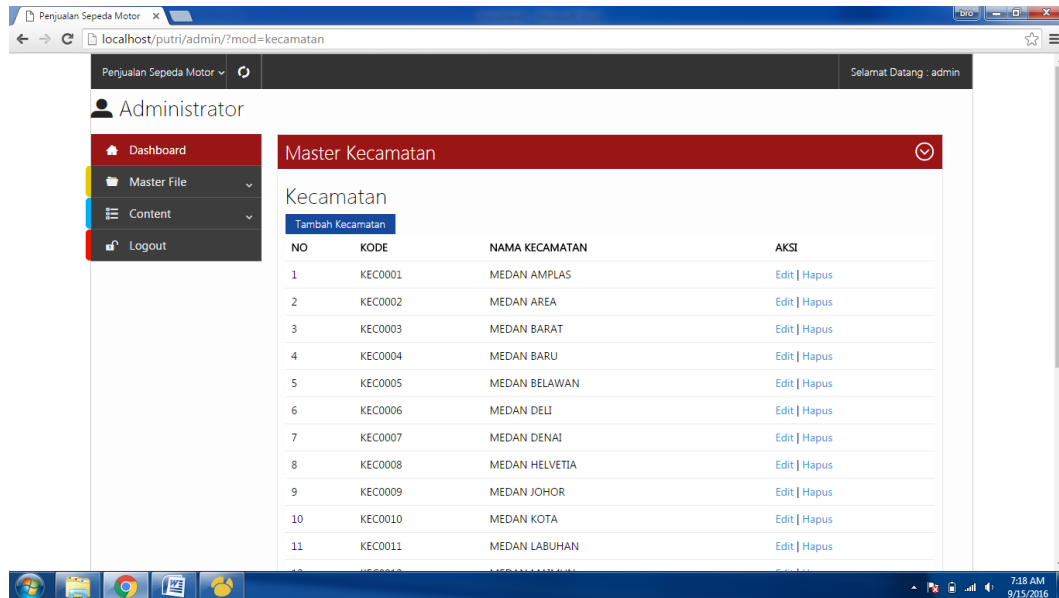 Penjualan Sepeda Motor
bro
localhost/putri/admin/?mod=kecamatan
Penjualan Sepeda Motor
Selamat Datang : admin
Administrator
Dashboard
Master File
Content
Logout
Master Kecamatan
Kecamatan
Tambah Kecamatan
NO KODE NAMA KECAMATAN AKSI
1 KEC0001 MEDAN AMPLAS Edit | Hapus
2 KEC0002 MEDAN AREA Edit | Hapus
3 KEC0003 MEDAN BARAT Edit | Hapus
4 KEC0004 MEDAN BARU Edit | Hapus
5 KEC0005 MEDAN BELAWAN Edit | Hapus
6 KEC0006 MEDAN DELI Edit | Hapus
7 KEC0007 MEDAN DENAI Edit | Hapus
8 KEC0008 MEDAN HELVETIA Edit | Hapus
9 KEC0009 MEDAN JOHOR Edit | Hapus
10 KEC0010 MEDAN KOTA Edit | Hapus
11 KEC0011 MEDAN LABUHAN Edit | Hapus
7:18 AM
9/15/2016